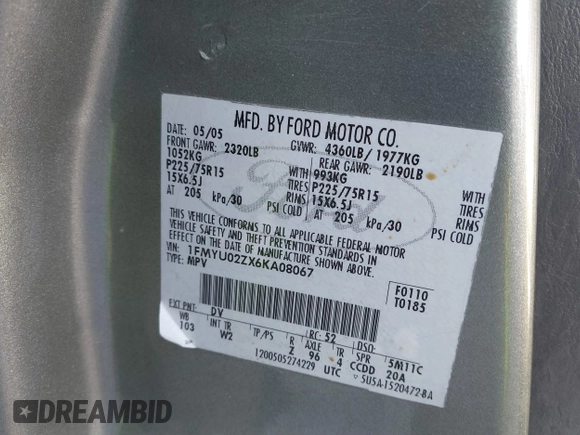 MFD. BY FORD MOTOR CO.
DATE: 05/05 GVWR: 4360LB/1977KG
FRONT GAWR: 2320LB REAR GAWR: 2190LB
1052KG WITH 993KG WITH
P225/75R15 TIRES P225/75R15 TIRES
15X6.5J RIMS 15X6.5J RIMS
AT 205 kPa/30 PSI COLD AT 205 kPa/30 PSI COLD
Ford
THIS VEHICLE CONFORMS TO ALL APPLICABLE FEDERAL MOTOR
VEHICLE SAFETY AND THEFT PREVENTION STANDARDS IN
EFFECT ON THE DATE OF MANUFACTURE SHOWN ABOVE.
VIN: 1FMYU02ZX6KA08067
TYPE: MPV
F0110
T0185
EXT PNT: DV RC: 52 DSO:
WB INT TR TP/PS R AXLE TR SPR 5M11C
103 W2 Z 96 4 CCDD 20A
1200505274229 UTC 5USA-1520472-BA
DREAMBID